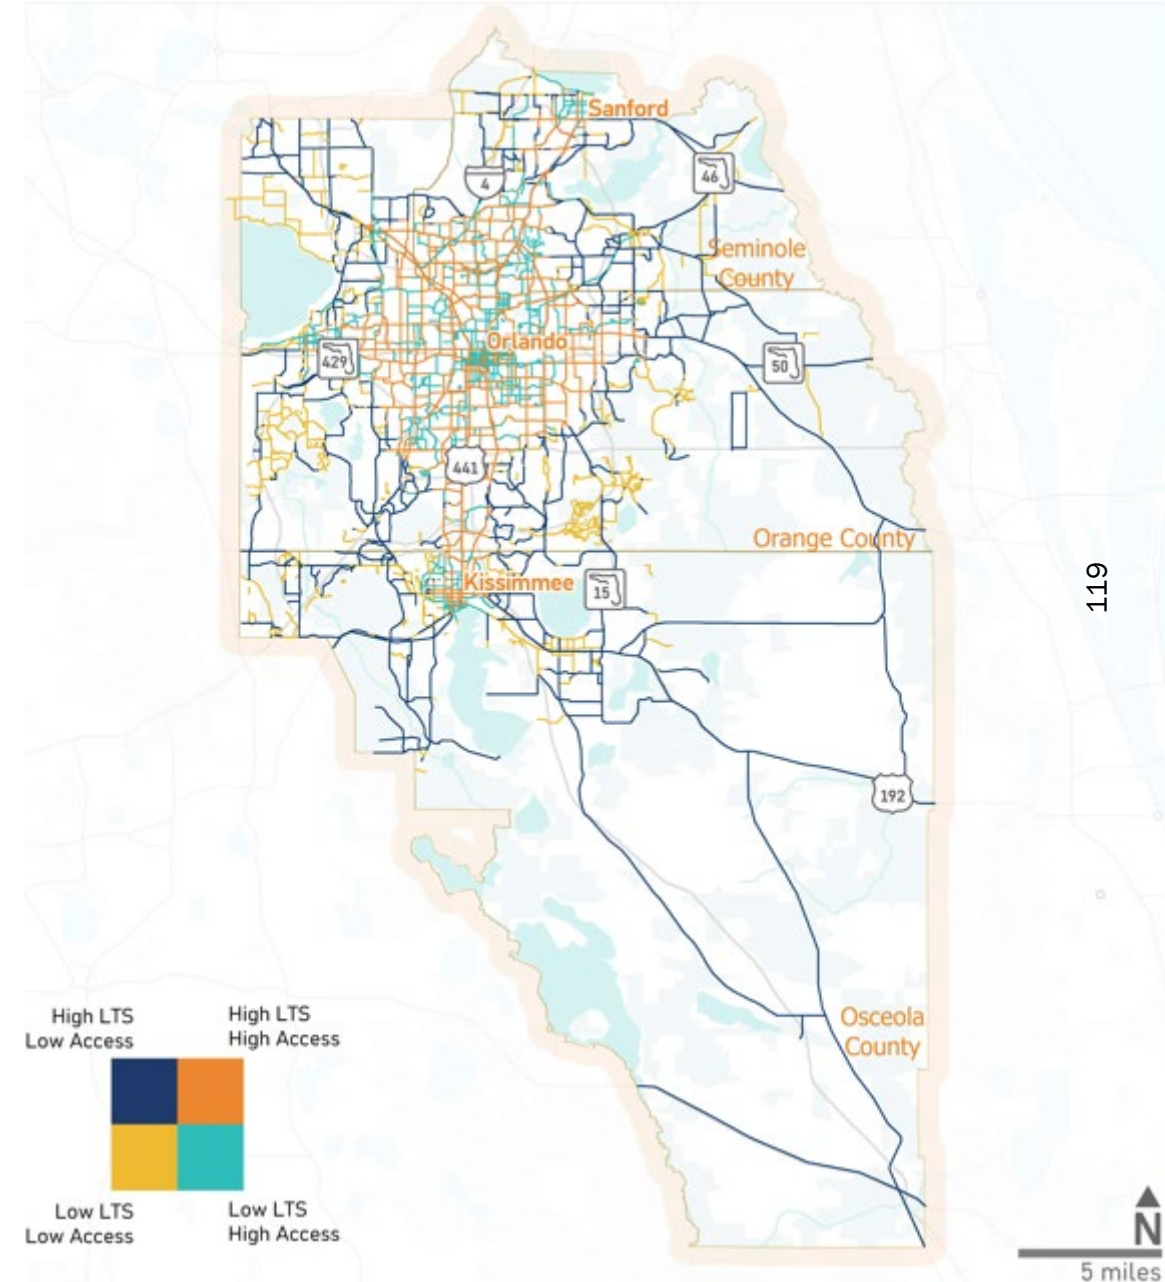 Sanford
46
4
Seminole
County
Orlando
429
50
441
Orange County
Kissimmee
15
119
192
Osceola
County
High LTS
Low Access
High LTS
High Access
Low LTS
Low Access
Low LTS
High Access
N
5 miles